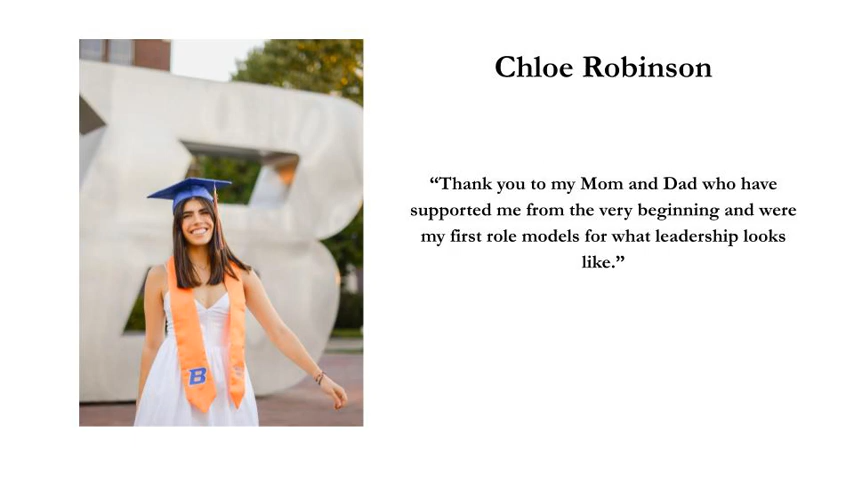 Chloe Robinson
“Thank you to my Mom and Dad who have
supported me from the very beginning and were
my first role models for what leadership looks
like.”
B